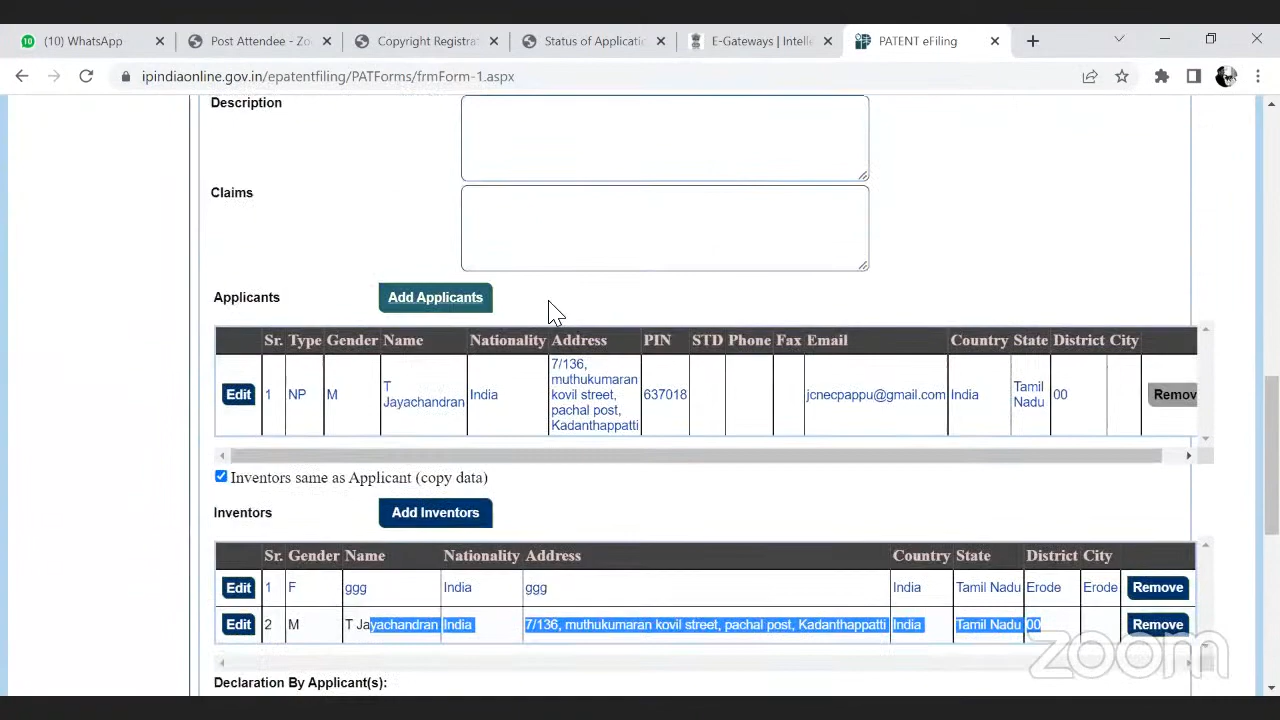 10 (10) WhatsApp
Post Attendee - Zo
Copyright Registra
Status of Applicatio
E-Gateways | Intelle
PATENT eFiling
ipindiaonline.gov.in/epatentfiling/PATForms/frmForm-1.aspx
Description
Claims
Applicants Add Applicants
Sr. Type Gender Name Nationality Address PIN STD Phone Fax Email Country State District City
Edit 1 NP M T Jayachandran India 7/136, muthukumaran kovil street, pachal post, Kadanthappatti 637018 jcnecpappu@gmail.com India Tamil Nadu 00 Remov
Inventors same as Applicant (copy data)
Inventors Add Inventors
Sr. Gender Name Nationality Address Country State District City
Edit 1 F ggg India ggg India Tamil Nadu Erode Erode Remove
Edit 2 M T Jayachandran India 7/136, muthukumaran kovil street, pachal post, Kadanthappatti India Tamil Nadu 00 Remove
zoom
Declaration By Applicant(s):